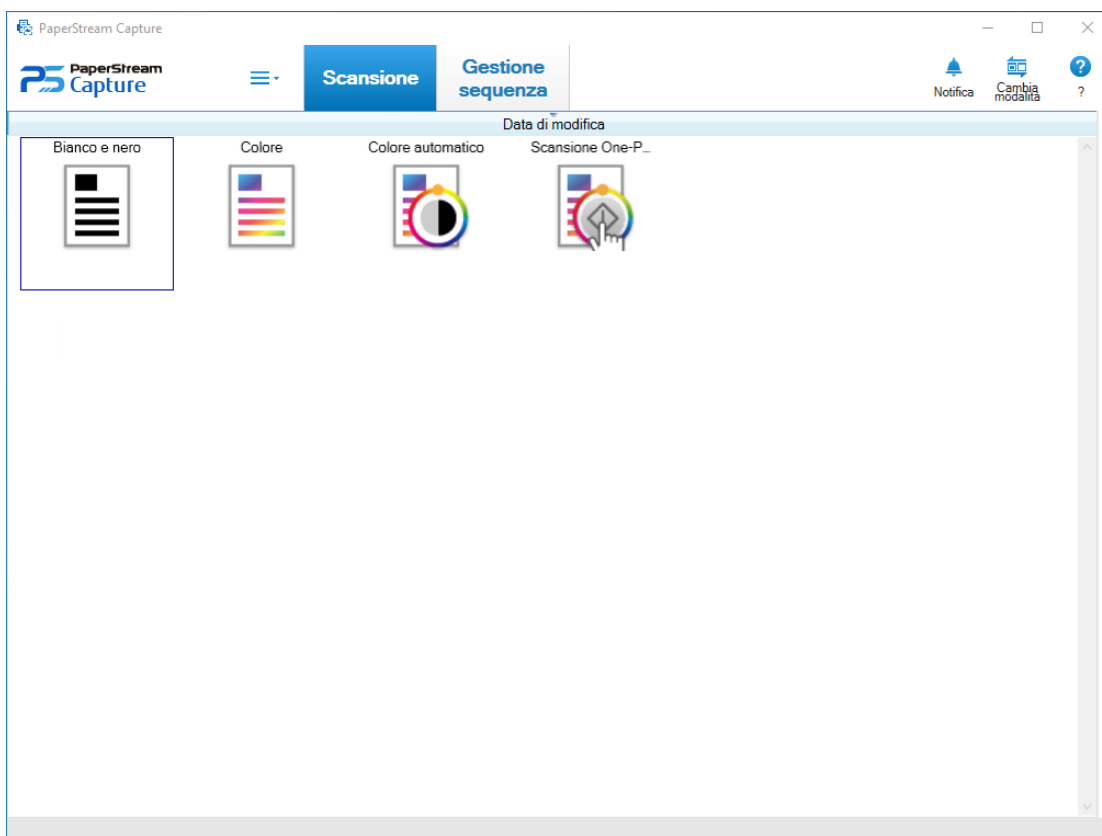 PaperStream Capture
PaperStream
Capture
Scansione
Gestione
sequenza
Notifica
Cambia
modalità
?
Data di modifica
Bianco e nero
Colore
Colore automatico
Scansione One-P...